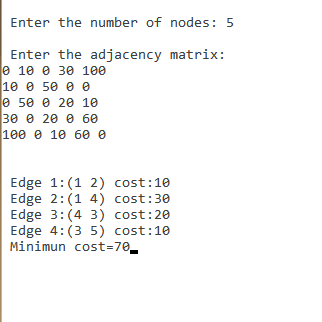 Enter the number of nodes: 5
Enter the adjacency matrix:
0 10 0 30 100
10 0 50 0 0
0 50 0 20 10
30 0 20 0 60
100 0 10 60 0
Edge 1:(1 2) cost:10
Edge 2:(1 4) cost:30
Edge 3:(4 3) cost:20
Edge 4:(3 5) cost:10
Minimun cost=70